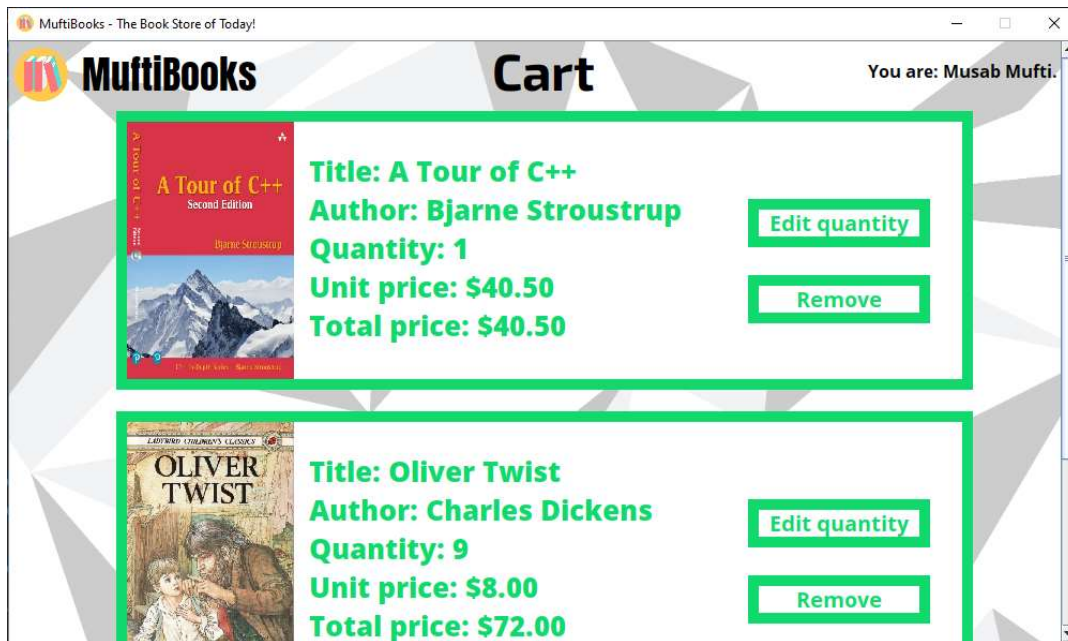 MuftiBooks - The Book Store of Today!
MuftiBooks
Cart
You are: Musab Mufti.
A Tour of C++
A Tour of C++
Second Edition
Bjarne Stroustrup
Title: A Tour of C++
Author: Bjarne Stroustrup
Quantity: 1
Unit price: $40.50
Total price: $40.50
Edit quantity
Remove
LADYBIRD CHILDREN'S CLASSICS
OLIVER
TWIST
Title: Oliver Twist
Author: Charles Dickens
Quantity: 9
Unit price: $8.00
Total price: $72.00
Edit quantity
Remove